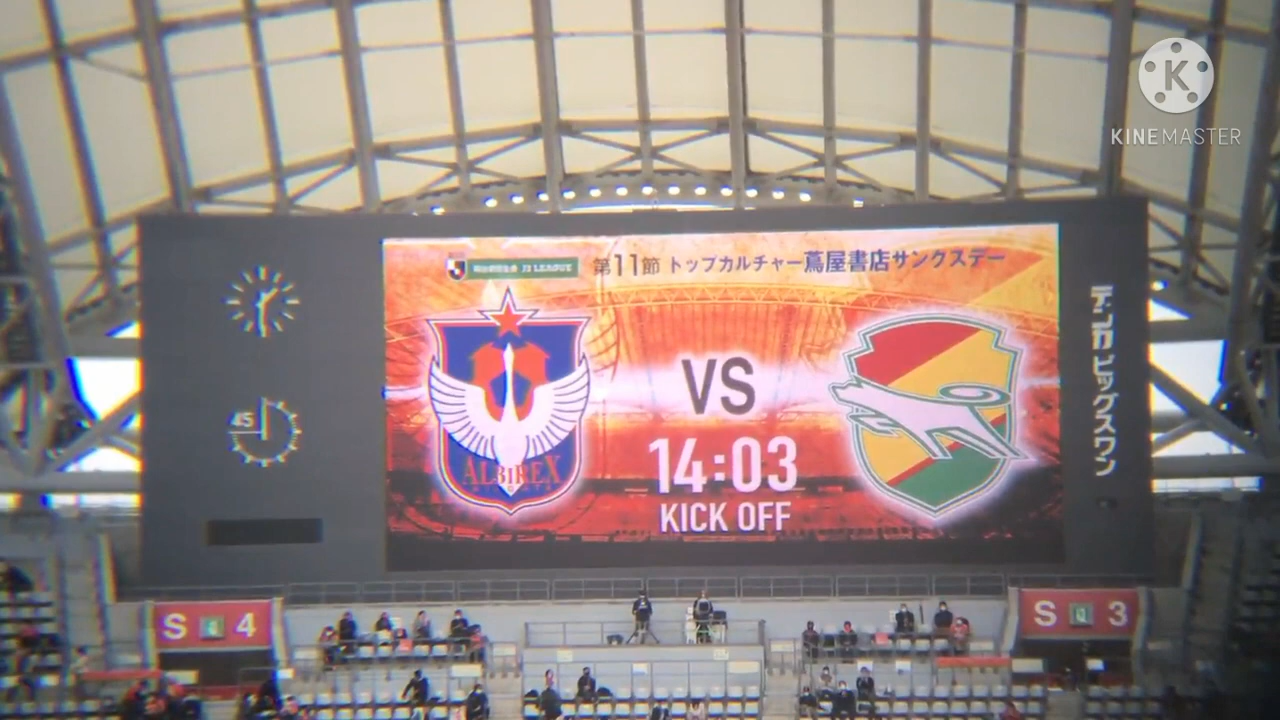 K
KINEMASTER
J2 LEAGUE
第11節 トップカルチャー蔦屋書店サンクスデー
45
VS
ALBIREX
14:03
KICK OFF
デンカビッグスワン
S 4
S 3